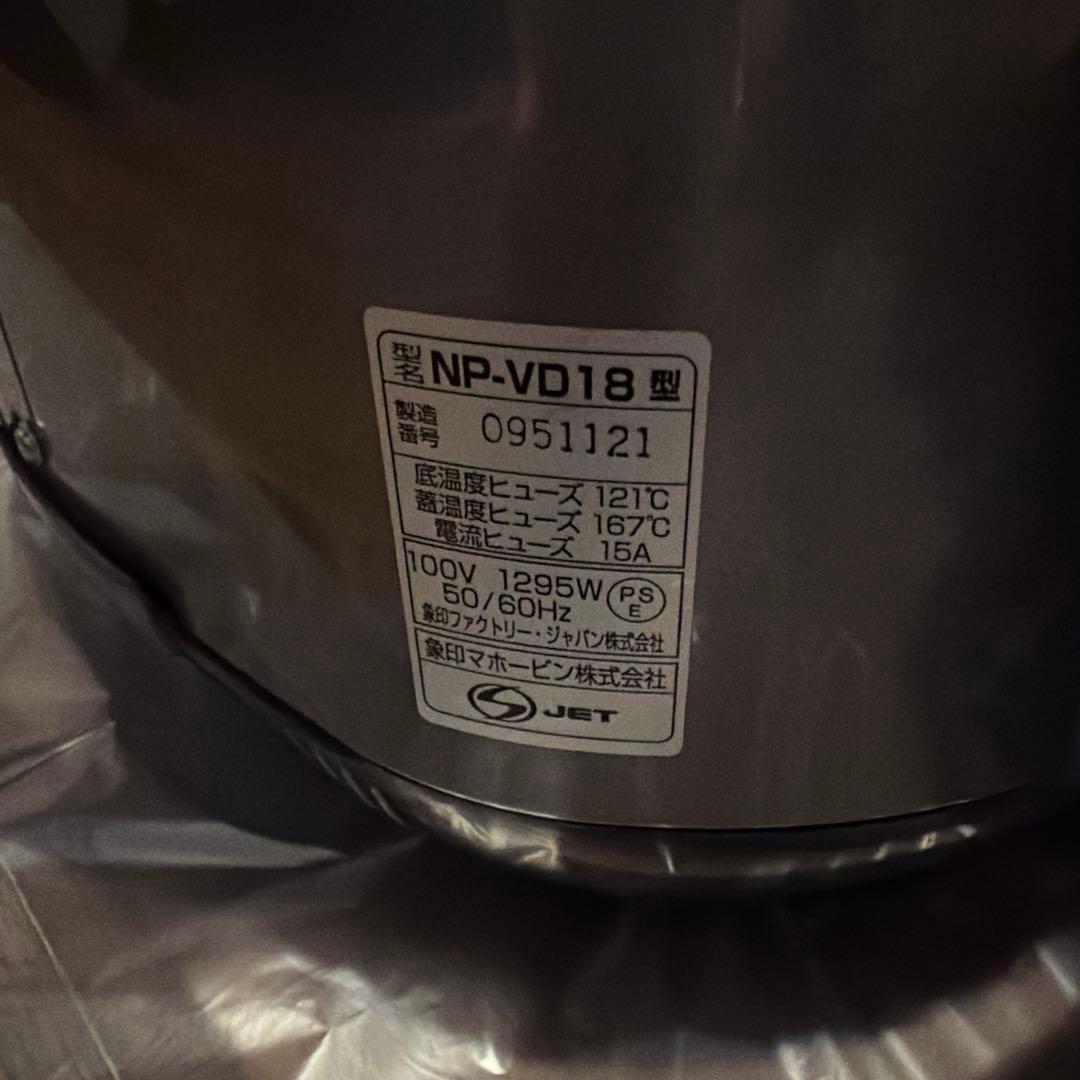 型名 NP-VD18 型
製造番号 0951121
底温度ヒューズ 121℃
蓋温度ヒューズ 167℃
電流ヒューズ 15A
100V 1295W
50/60Hz
PSE
象印ファクトリー・ジャパン株式会社
象印マホービン株式会社
S JET